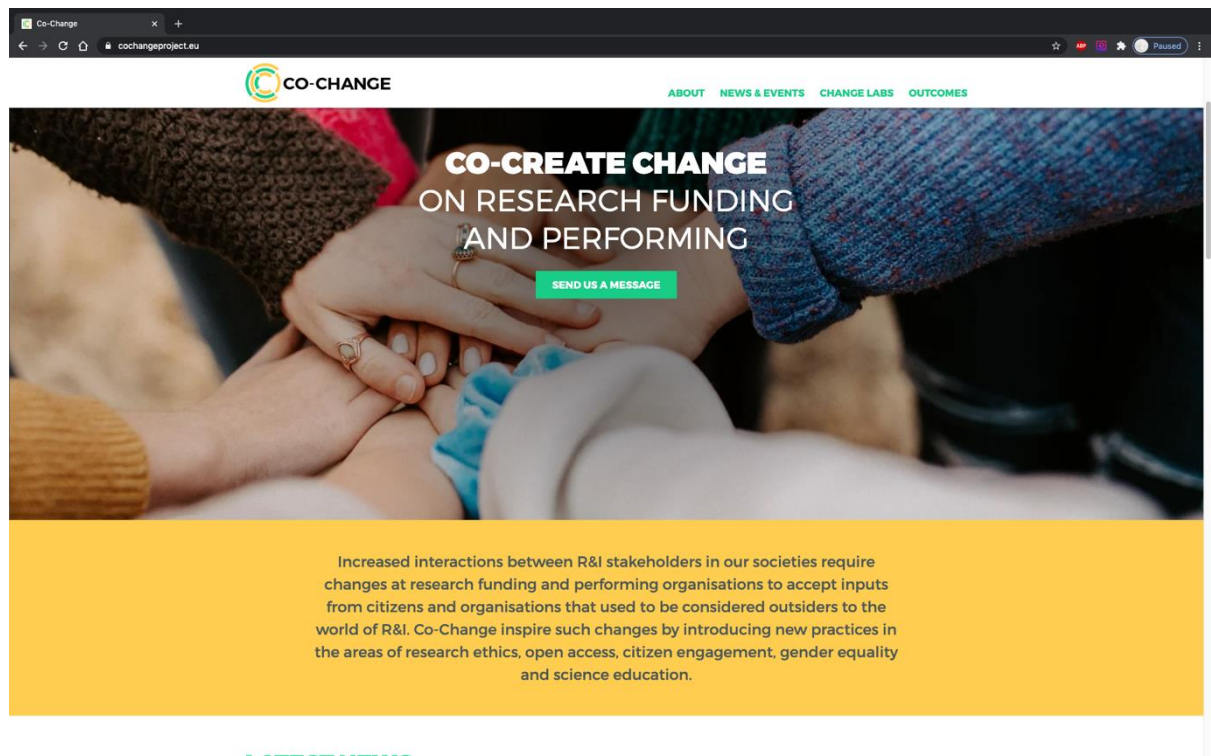 Co-Change
cochangeproject.eu
ABP
Paused
CO-CHANGE
ABOUT NEWS & EVENTS CHANGE LABS OUTCOMES
CO-CREATE CHANGE
ON RESEARCH FUNDING
AND PERFORMING
SEND US A MESSAGE
Increased interactions between R&I stakeholders in our societies require
changes at research funding and performing organisations to accept inputs
from citizens and organisations that used to be considered outsiders to the
world of R&I. Co-Change inspire such changes by introducing new practices in
the areas of research ethics, open access, citizen engagement, gender equality
and science education.
LATEST NEWS